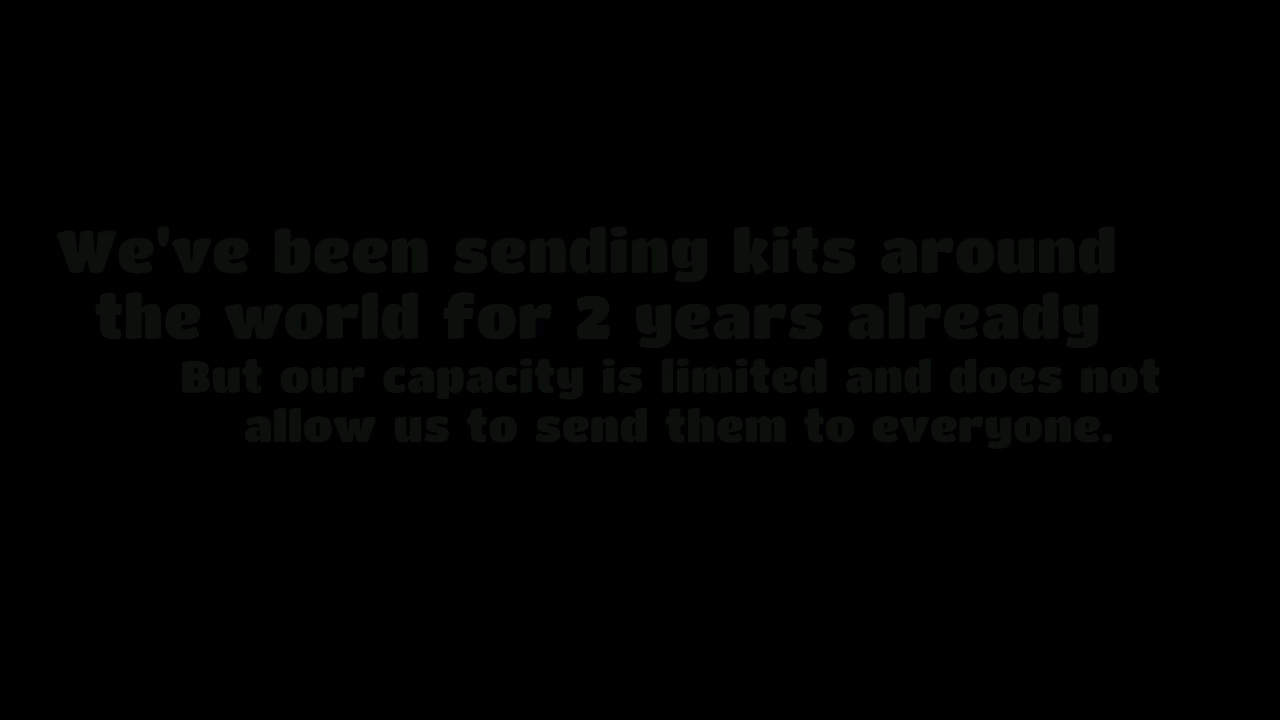 We've been sending kits around
the world for 2 years already
But our capacity is limited and does not
allow us to send them to everyone.